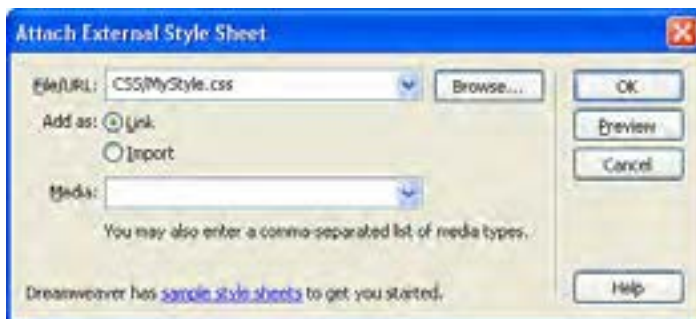 Attach External Style Sheet
File/URL: CSS/MyStyle.css Browse... OK
Add as: Link Preview
Import Cancel
Media:
You may also enter a comma-separated list of media types.
Dreamweaver has sample style sheets to get you started. Help